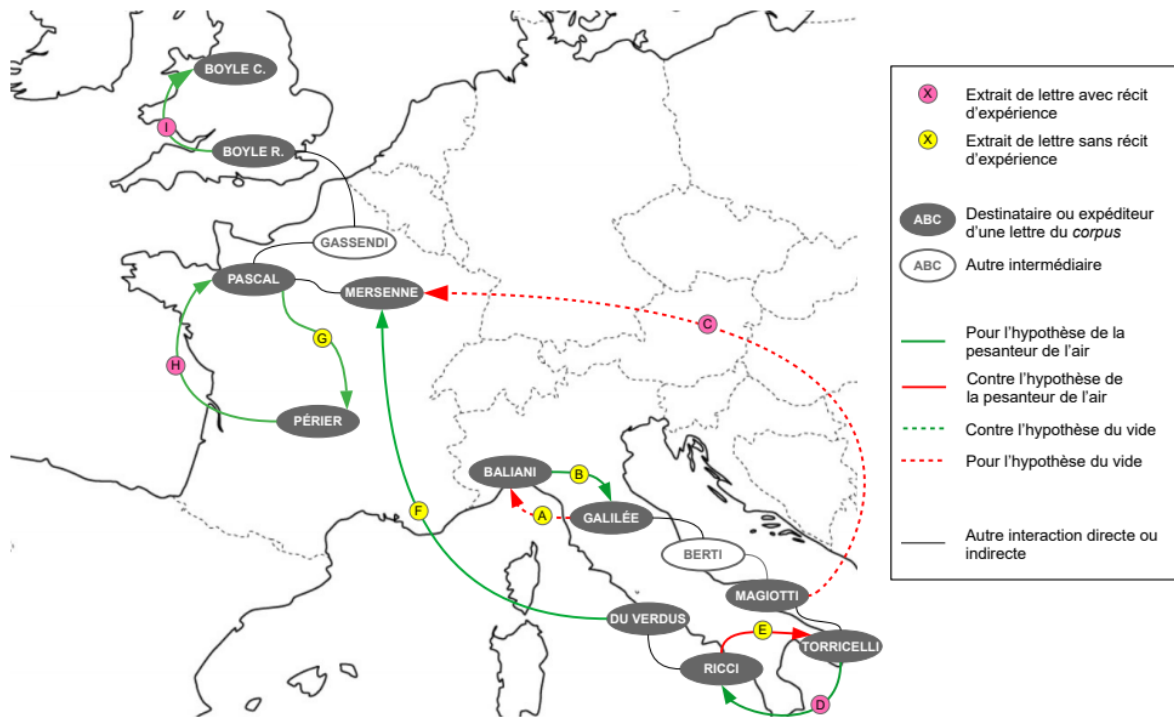 BOYLE C.
I
BOYLE R.
GASSENDI
PASCAL
MERSENNE
C
G
H
PÉRIER
BALIANI
B
F
A
GALILÉE
BERTI
MAGIOTTI
DU VERDUS
E
TORRICELLI
RICCI
D
X
Extrait de lettre avec récit
d'expérience
X
Extrait de lettre sans récit
d'expérience
ABC
Destinataire ou expéditeur
d'une lettre du corpus
ABC
Autre intermédiaire
Pour l'hypothèse de la
pesanteur de l'air
Contre l'hypothèse de
la pesanteur de l'air
Contre l'hypothèse du vide
Pour l'hypothèse du vide
Autre interaction directe ou
indirecte